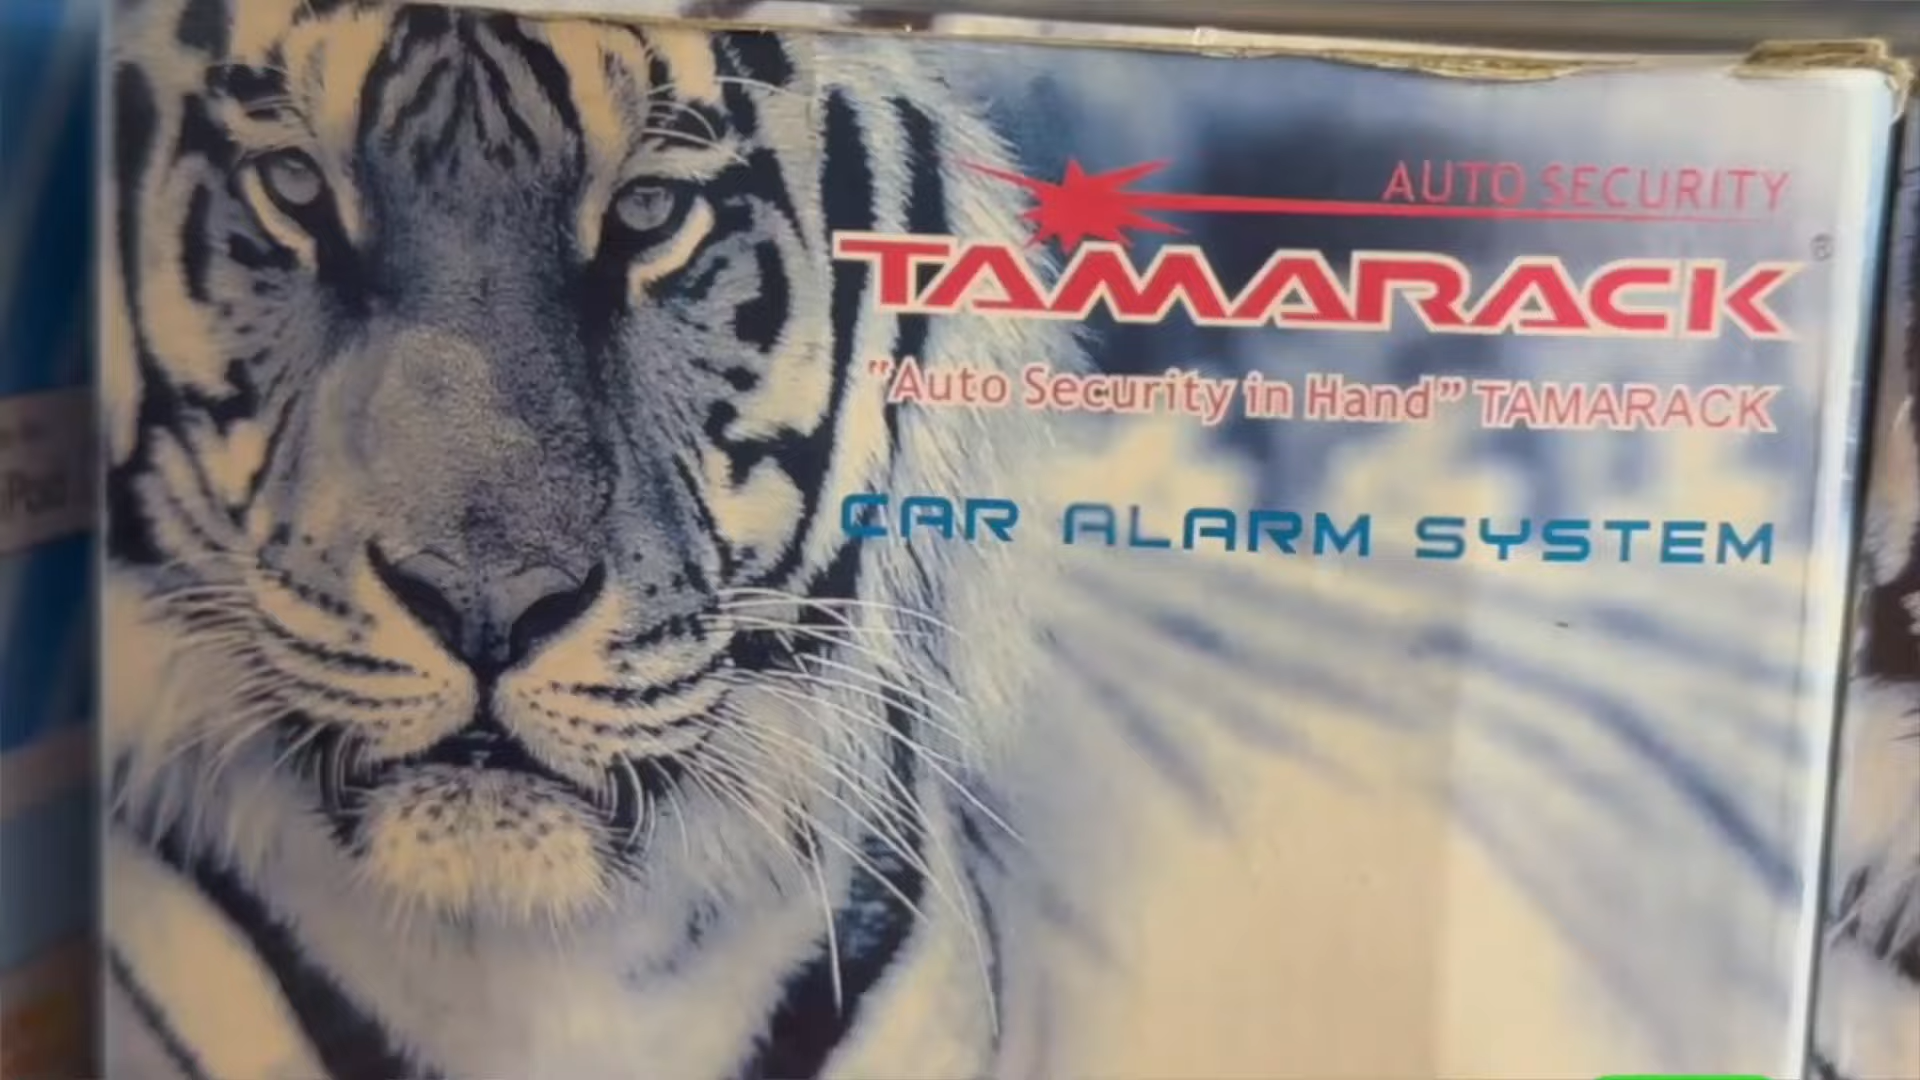 AUTO SECURITY
TAMARACK®
"Auto Security in Hand" TAMARACK
CAR ALARM SYSTEM